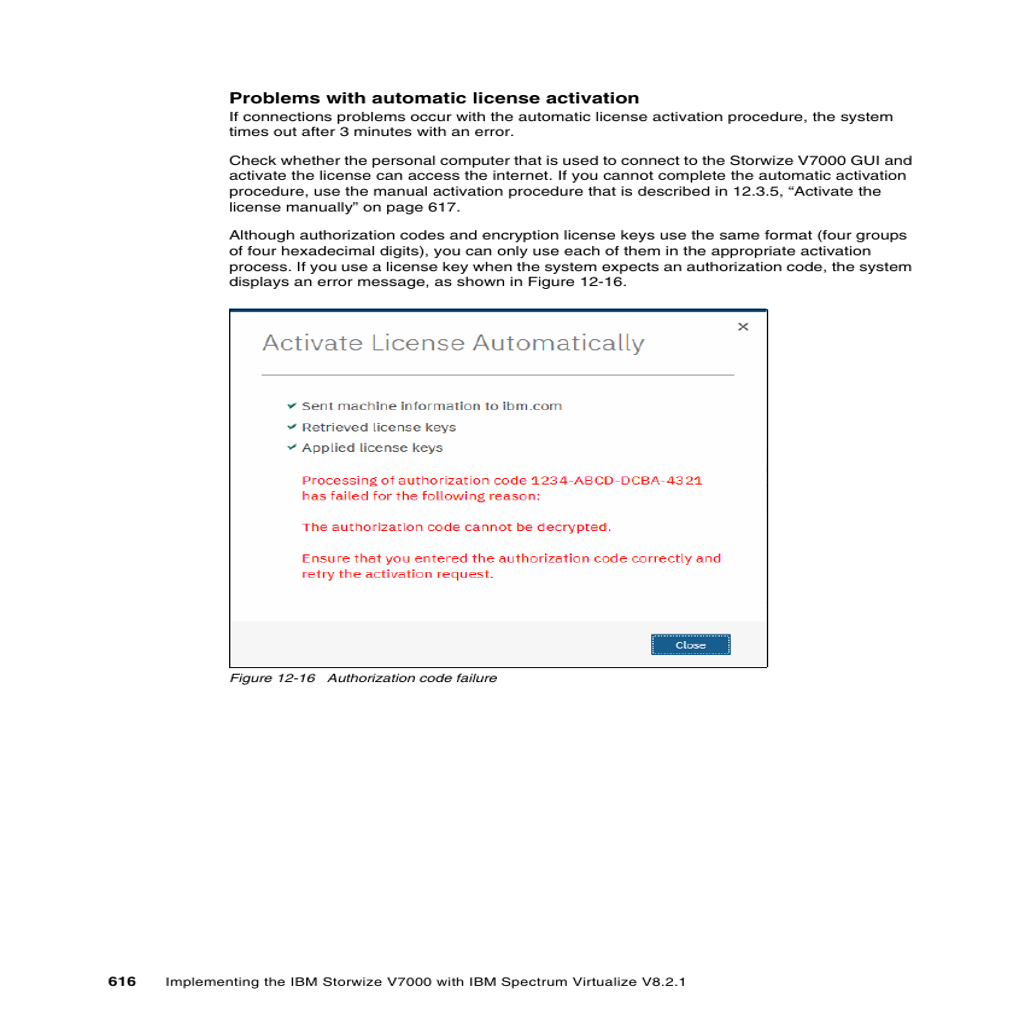 Problems with automatic license activation
If connections problems occur with the automatic license activation procedure, the system
times out after 3 minutes with an error.
Check whether the personal computer that is used to connect to the Storwize V7000 GUI and
activate the license can access the internet. If you cannot complete the automatic activation
procedure, use the manual activation procedure that is described in 12.3.5, “Activate the
license manually” on page 617.
Although authorization codes and encryption license keys use the same format (four groups
of four hexadecimal digits), you can only use each of them in the appropriate activation
process. If you use a license key when the system expects an authorization code, the system
displays an error message, as shown in Figure 12-16.
Activate License Automatically
Sent machine information to ibm.com
Retrieved license keys
Applied license keys
Processing of authorization code 1234-ABCD-DCBA-4321
has failed for the following reason:
The authorization code cannot be decrypted.
Ensure that you entered the authorization code correctly and
retry the activation request.
Close
Figure 12-16 Authorization code failure
616 Implementing the IBM Storwize V7000 with IBM Spectrum Virtualize V8.2.1